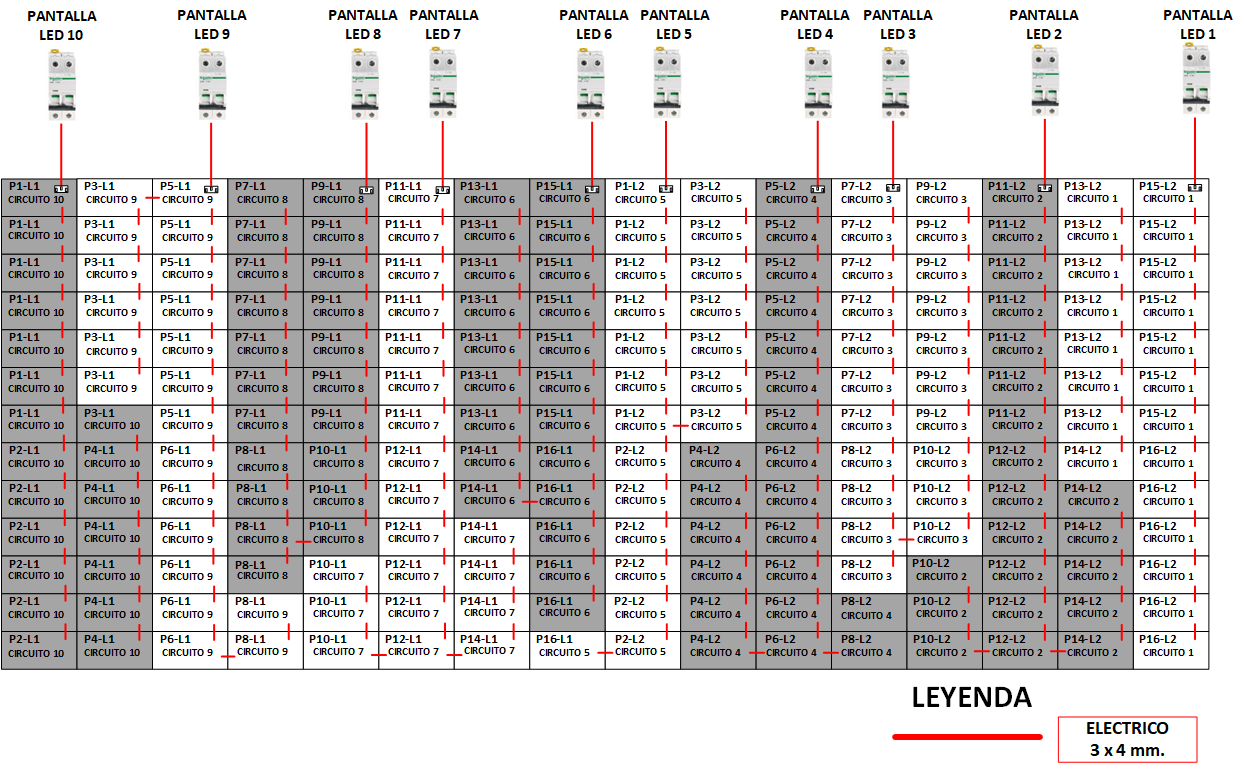 PANTALLA PANTALLA PANTALLA PANTALLA PANTALLA PANTALLA PANTALLA PANTALLA PANTALLA PANTALLA
LED 10 LED 9 LED 8 LED 7 LED 6 LED 5 LED 4 LED 3 LED 2 LED 1
P1-L1 P3-L1 P5-L1 P7-L1 P9-L1 P11-L1 P13-L1 P15-L1 P1-L2 P3-L2 P5-L2 P7-L2 P9-L2 P11-L2 P13-L2 P15-L2
CIRCUITO 10 CIRCUITO 9 CIRCUITO 9 CIRCUITO 8 CIRCUITO 8 CIRCUITO 7 CIRCUITO 6 CIRCUITO 6 CIRCUITO 5 CIRCUITO 5 CIRCUITO 4 CIRCUITO 3 CIRCUITO 3 CIRCUITO 2 CIRCUITO 1 CIRCUITO 1
P1-L1 P3-L1 P5-L1 P7-L1 P9-L1 P11-L1 P13-L1 P15-L1 P1-L2 P3-L2 P5-L2 P7-L2 P9-L2 P11-L2 P13-L2 P15-L2
CIRCUITO 10 CIRCUITO 9 CIRCUITO 9 CIRCUITO 8 CIRCUITO 8 CIRCUITO 7 CIRCUITO 6 CIRCUITO 6 CIRCUITO 5 CIRCUITO 5 CIRCUITO 4 CIRCUITO 3 CIRCUITO 3 CIRCUITO 2 CIRCUITO 1 CIRCUITO 1
P1-L1 P3-L1 P5-L1 P7-L1 P9-L1 P11-L1 P13-L1 P15-L1 P1-L2 P3-L2 P5-L2 P7-L2 P9-L2 P11-L2 P13-L2 P15-L2
CIRCUITO 10 CIRCUITO 9 CIRCUITO 9 CIRCUITO 8 CIRCUITO 8 CIRCUITO 7 CIRCUITO 6 CIRCUITO 6 CIRCUITO 5 CIRCUITO 5 CIRCUITO 4 CIRCUITO 3 CIRCUITO 3 CIRCUITO 2 CIRCUITO 1 CIRCUITO 1
P1-L1 P3-L1 P5-L1 P7-L1 P9-L1 P11-L1 P13-L1 P15-L1 P1-L2 P3-L2 P5-L2 P7-L2 P9-L2 P11-L2 P13-L2 P15-L2
CIRCUITO 10 CIRCUITO 9 CIRCUITO 9 CIRCUITO 8 CIRCUITO 8 CIRCUITO 7 CIRCUITO 6 CIRCUITO 6 CIRCUITO 5 CIRCUITO 5 CIRCUITO 4 CIRCUITO 3 CIRCUITO 3 CIRCUITO 2 CIRCUITO 1 CIRCUITO 1
P1-L1 P3-L1 P5-L1 P7-L1 P9-L1 P11-L1 P13-L1 P15-L1 P1-L2 P3-L2 P5-L2 P7-L2 P9-L2 P11-L2 P13-L2 P15-L2
CIRCUITO 10 CIRCUITO 9 CIRCUITO 9 CIRCUITO 8 CIRCUITO 8 CIRCUITO 7 CIRCUITO 6 CIRCUITO 6 CIRCUITO 5 CIRCUITO 5 CIRCUITO 4 CIRCUITO 3 CIRCUITO 3 CIRCUITO 2 CIRCUITO 1 CIRCUITO 1
P1-L1 P3-L1 P5-L1 P7-L1 P9-L1 P11-L1 P13-L1 P15-L1 P1-L2 P3-L2 P5-L2 P7-L2 P9-L2 P11-L2 P13-L2 P15-L2
CIRCUITO 10 CIRCUITO 9 CIRCUITO 9 CIRCUITO 8 CIRCUITO 8 CIRCUITO 7 CIRCUITO 6 CIRCUITO 6 CIRCUITO 5 CIRCUITO 5 CIRCUITO 4 CIRCUITO 3 CIRCUITO 3 CIRCUITO 2 CIRCUITO 1 CIRCUITO 1
P1-L1 P3-L1 P5-L1 P7-L1 P9-L1 P11-L1 P13-L1 P15-L1 P1-L2 P3-L2 P5-L2 P7-L2 P9-L2 P11-L2 P13-L2 P15-L2
CIRCUITO 10 CIRCUITO 10 CIRCUITO 9 CIRCUITO 8 CIRCUITO 8 CIRCUITO 7 CIRCUITO 6 CIRCUITO 6 CIRCUITO 5 CIRCUITO 5 CIRCUITO 4 CIRCUITO 3 CIRCUITO 3 CIRCUITO 2 CIRCUITO 1 CIRCUITO 1
P2-L1 P4-L1 P6-L1 P8-L1 P10-L1 P12-L1 P14-L1 P16-L1 P2-L2 P4-L2 P6-L2 P8-L2 P10-L2 P12-L2 P14-L2 P16-L2
CIRCUITO 10 CIRCUITO 10 CIRCUITO 9 CIRCUITO 8 CIRCUITO 8 CIRCUITO 7 CIRCUITO 6 CIRCUITO 6 CIRCUITO 5 CIRCUITO 4 CIRCUITO 4 CIRCUITO 3 CIRCUITO 3 CIRCUITO 2 CIRCUITO 1 CIRCUITO 1
P2-L1 P4-L1 P6-L1 P8-L1 P10-L1 P12-L1 P14-L1 P16-L1 P2-L2 P4-L2 P6-L2 P8-L2 P10-L2 P12-L2 P14-L2 P16-L2
CIRCUITO 10 CIRCUITO 10 CIRCUITO 9 CIRCUITO 8 CIRCUITO 8 CIRCUITO 7 CIRCUITO 6 CIRCUITO 6 CIRCUITO 5 CIRCUITO 4 CIRCUITO 4 CIRCUITO 3 CIRCUITO 3 CIRCUITO 2 CIRCUITO 2 CIRCUITO 1
P2-L1 P4-L1 P6-L1 P8-L1 P10-L1 P12-L1 P14-L1 P16-L1 P2-L2 P4-L2 P6-L2 P8-L2 P10-L2 P12-L2 P14-L2 P16-L2
CIRCUITO 10 CIRCUITO 10 CIRCUITO 9 CIRCUITO 8 CIRCUITO 8 CIRCUITO 7 CIRCUITO 7 CIRCUITO 6 CIRCUITO 5 CIRCUITO 4 CIRCUITO 4 CIRCUITO 3 CIRCUITO 3 CIRCUITO 2 CIRCUITO 2 CIRCUITO 1
P2-L1 P4-L1 P6-L1 P8-L1 P10-L1 P12-L1 P14-L1 P16-L1 P2-L2 P4-L2 P6-L2 P8-L2 P10-L2 P12-L2 P14-L2 P16-L2
CIRCUITO 10 CIRCUITO 10 CIRCUITO 9 CIRCUITO 8 CIRCUITO 7 CIRCUITO 7 CIRCUITO 7 CIRCUITO 6 CIRCUITO 5 CIRCUITO 4 CIRCUITO 4 CIRCUITO 3 CIRCUITO 2 CIRCUITO 2 CIRCUITO 2 CIRCUITO 1
P2-L1 P4-L1 P6-L1 P8-L1 P10-L1 P12-L1 P14-L1 P16-L1 P2-L2 P4-L2 P6-L2 P8-L2 P10-L2 P12-L2 P14-L2 P16-L2
CIRCUITO 10 CIRCUITO 10 CIRCUITO 9 CIRCUITO 9 CIRCUITO 7 CIRCUITO 7 CIRCUITO 7 CIRCUITO 6 CIRCUITO 5 CIRCUITO 4 CIRCUITO 4 CIRCUITO 4 CIRCUITO 2 CIRCUITO 2 CIRCUITO 2 CIRCUITO 1
P2-L1 P4-L1 P6-L1 P8-L1 P10-L1 P12-L1 P14-L1 P16-L1 P2-L2 P4-L2 P6-L2 P8-L2 P10-L2 P12-L2 P14-L2 P16-L2
CIRCUITO 10 CIRCUITO 10 CIRCUITO 9 CIRCUITO 9 CIRCUITO 7 CIRCUITO 7 CIRCUITO 7 CIRCUITO 5 CIRCUITO 5 CIRCUITO 4 CIRCUITO 4 CIRCUITO 4 CIRCUITO 2 CIRCUITO 2 CIRCUITO 2 CIRCUITO 1
LEYENDA
ELECTRICO
3 x 4 mm.